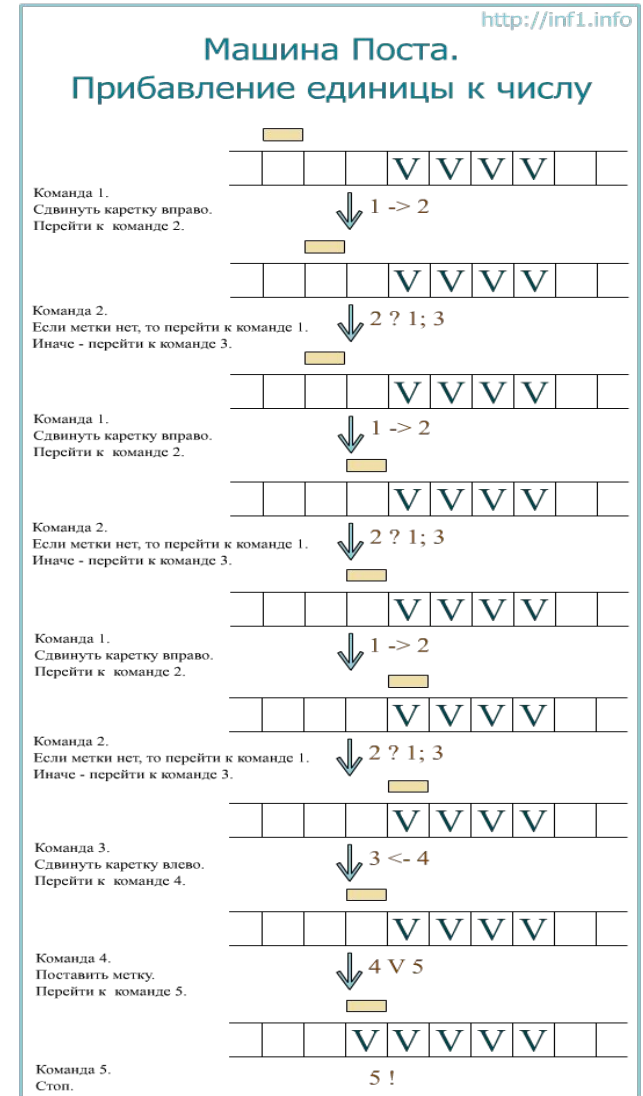 http://inf1.info
Машина Поста.
Прибавление единицы к числу
V V V V
Команда 1.
Сдвинуть каретку вправо.
Перейти к команде 2.
1 -> 2
V V V V
Команда 2.
Если метки нет, то перейти к команде 1.
Иначе - перейти к команде 3.
2 ? 1; 3
V V V V
Команда 1.
Сдвинуть каретку вправо.
Перейти к команде 2.
1 -> 2
V V V V
Команда 2.
Если метки нет, то перейти к команде 1.
Иначе - перейти к команде 3.
2 ? 1; 3
V V V V
Команда 1.
Сдвинуть каретку вправо.
Перейти к команде 2.
1 -> 2
V V V V
Команда 2.
Если метки нет, то перейти к команде 1.
Иначе - перейти к команде 3.
2 ? 1; 3
V V V V
Команда 3.
Сдвинуть каретку влево.
Перейти к команде 4.
3 <- 4
V V V V
Команда 4.
Поставить метку.
Перейти к команде 5.
4 V 5
V V V V V
Команда 5.
Стоп.
5 !